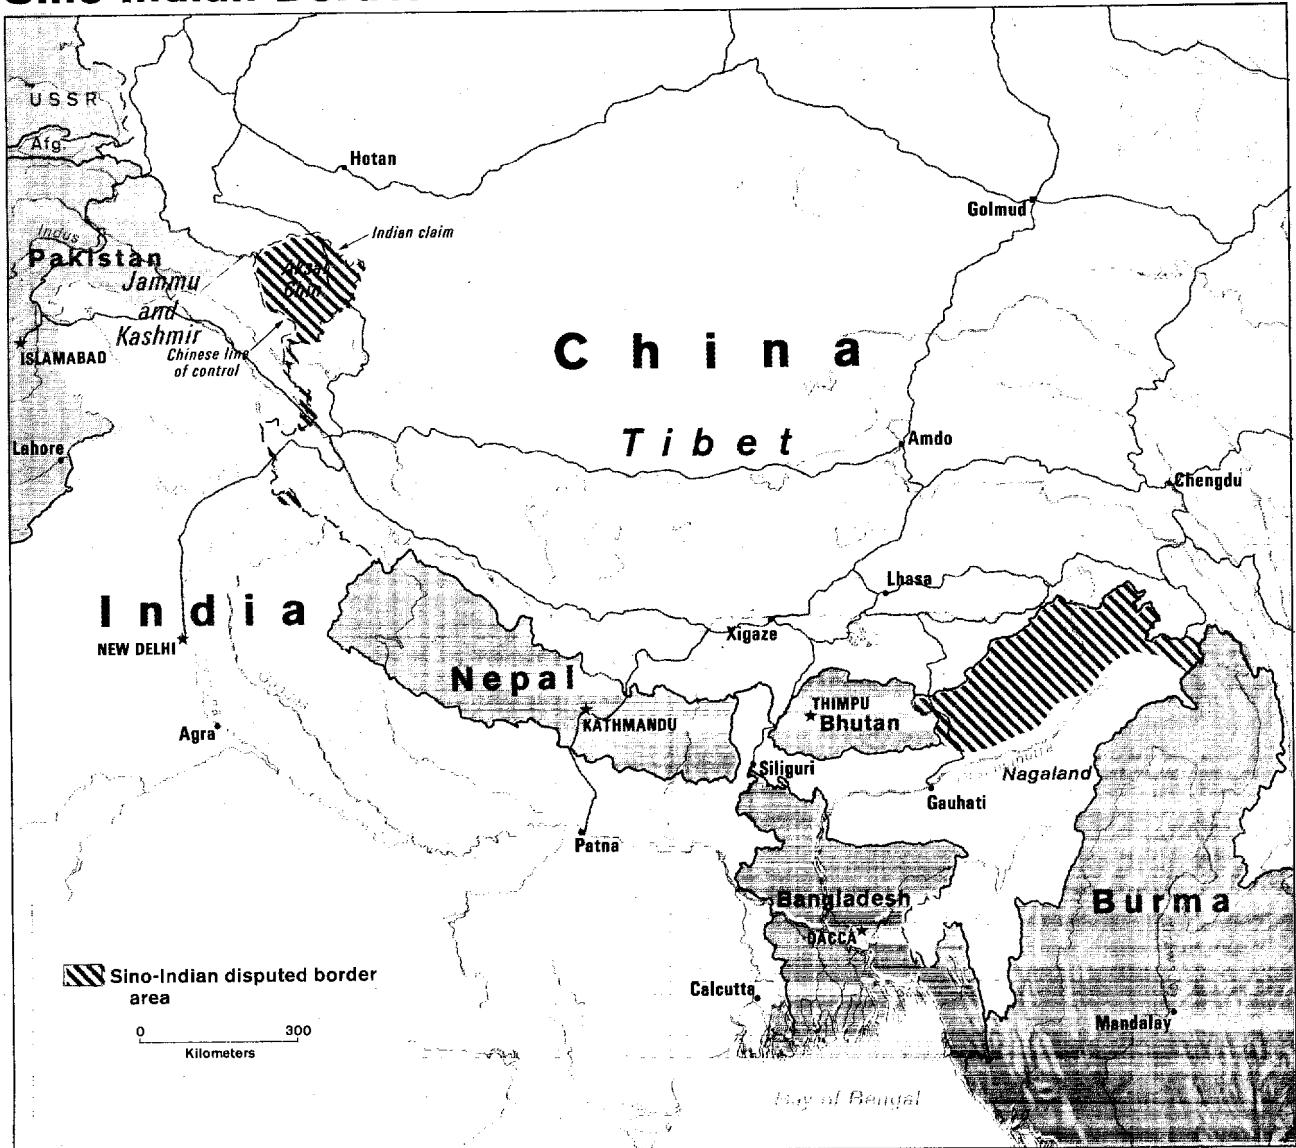 USSR
Afg.
Hotan
Golmud
Indus
Indian claim
Pakistan
Aksai
Chin
Jammu
and
Kashmir
China
ISLAMABAD
Chinese line
of control
Tibet
Amdo
Lahore
Chengdu
Lhasa
India
Xigaze
NEW DELHI
Nepal
THIMPU
Bhutan
KATHMANDU
Agra
Siliguri
Nagaland
Gauhati
Patna
Bangladesh
Burma
DACCA
Sino-Indian disputed border
area
Calcutta
Mandalay
0 300
Kilometers
Bay of Bengal